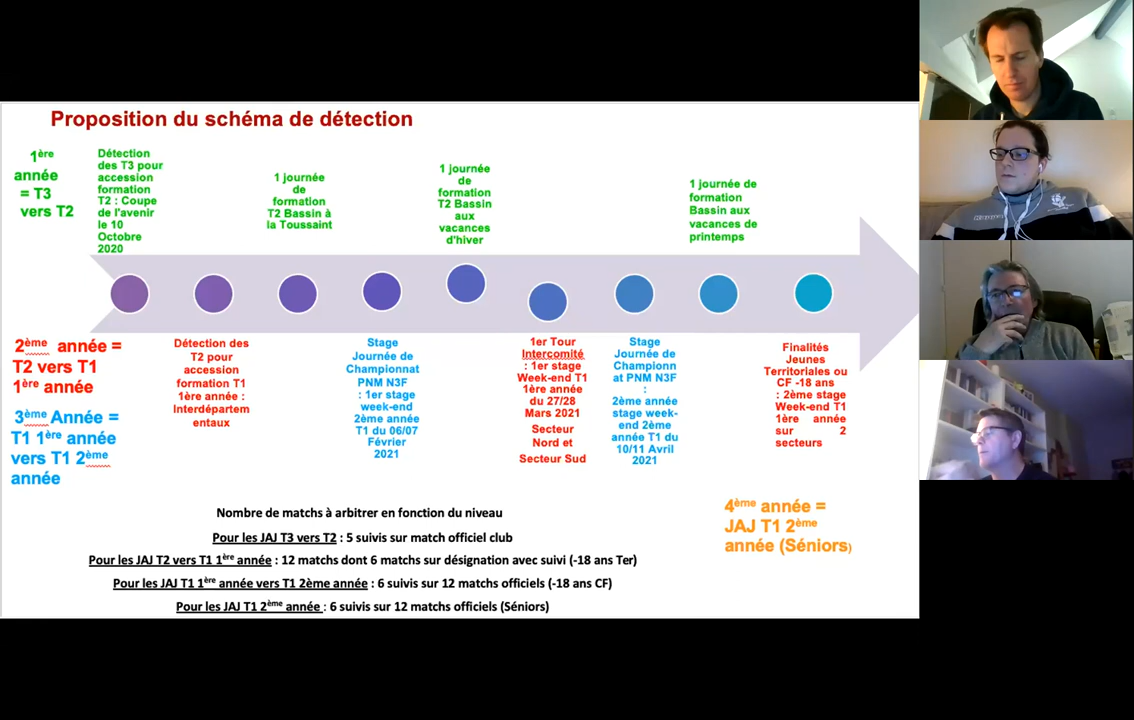 Proposition du schéma de détection
1ère
année
= T3
vers T2
Détection
des T3 pour
accession
formation
T2 : Coupe
de l'avenir
le 10
Octobre
2020
1 journée
de
formation
T2 Bassin à
la Toussaint
1 journée
de
formation
T2 Bassin
aux
vacances
d'hiver
1 journée de
formation
Bassin aux
vacances de
printemps
2ème année =
T2 vers T1
1ère année
3ème Année =
T1 1ère année
vers T1 2ème
année
Détection des
T2 pour
accession
formation T1
1ère année :
Interdépartem
entaux
Stage
Journée de
Championnat
PNM N3F
: 1er stage
week-end
2ème année
T1 du 06/07
Février
2021
1er Tour
Intercomité
: 1er stage
Week-end T1
1ère année
du 27/28
Mars 2021
Secteur
Nord et
Secteur Sud
Stage
Journée de
Championn
at PNM N3F
:
2ème année
stage week-
end 2ème
année T1 du
10/11 Avril
2021
Finalités
Jeunes
Territoriales ou
CF -18 ans
: 2ème stage
Week-end T1
1ère année
sur 2
secteurs
4ème année =
JAJ T1 2ème
année (Séniors)
Nombre de matchs à arbitrer en fonction du niveau
Pour les JAJ T3 vers T2 : 5 suivis sur match officiel club
Pour les JAJ T2 vers T1 1ère année : 12 matchs dont 6 matchs sur désignation avec suivi (-18 ans Ter)
Pour les JAJ T1 1ère année vers T1 2ème année : 6 suivis sur 12 matchs officiels (-18 ans CF)
Pour les JAJ T1 2ème année : 6 suivis sur 12 matchs officiels (Séniors)